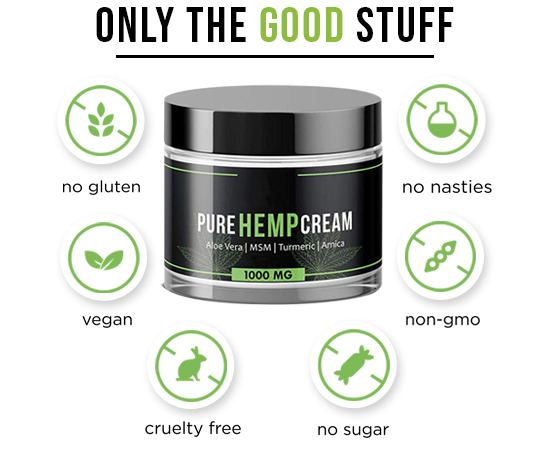 ONLY THE GOOD STUFF
no gluten
no nasties
PURE HEMP CREAM
Aloe Vera | MSM | Turmeric | Arnica
1000 MG
vegan
non-gmo
cruelty free
no sugar